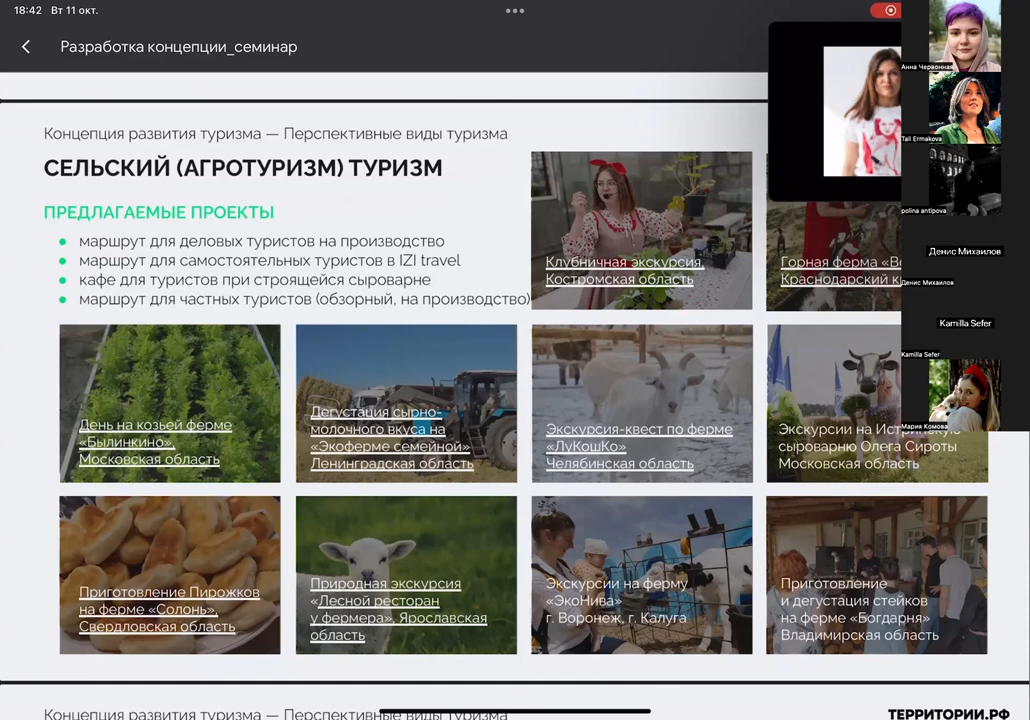 18:42 Вт 11 окт.
Разработка концепции_семинар
Концепция развития туризма — Перспективные виды туризма
СЕЛЬСКИЙ (АГРОТУРИЗМ) ТУРИЗМ
ПРЕДЛАГАЕМЫЕ ПРОЕКТЫ
маршрут для деловых туристов на производство
маршрут для самостоятельных туристов в IZI travel
кафе для туристов при строящейся сыроварне
маршрут для частных туристов (обзорный, на производство)
Клубничная экскурсия,
Костромская область
Горная ферма «В
Краснодарский к
День на козьей ферме
«Былинкино»,
Московская область
Дегустация сырно-
молочного вкуса на
«Экоферме семейной»
Ленинградская область
Экскурсия-квест по ферме
«ЛуКошКо»
Челябинская область
Экскурсии на Истринскую
сыроварню Олега Сироты
Московская область
Приготовление Пирожков
на ферме «Солонь»,
Свердловская область
Природная экскурсия
«Лесной ресторан
у фермера», Ярославская
область
Экскурсии на ферму
«ЭкоНива»
г. Воронеж, г. Калуга
Приготовление
и дегустация стейков
на ферме «Богдарня»
Владимирская область
Концепция развития туризма — Перспективные виды туризма
ТЕРРИТОРИИ.РФ
Анна Червонная
Tali Ermakova
polina antipova
Денис Михаилов
Денис Михаилов
Kamilla Sefer
Kamilla Sefer
Мария Комова